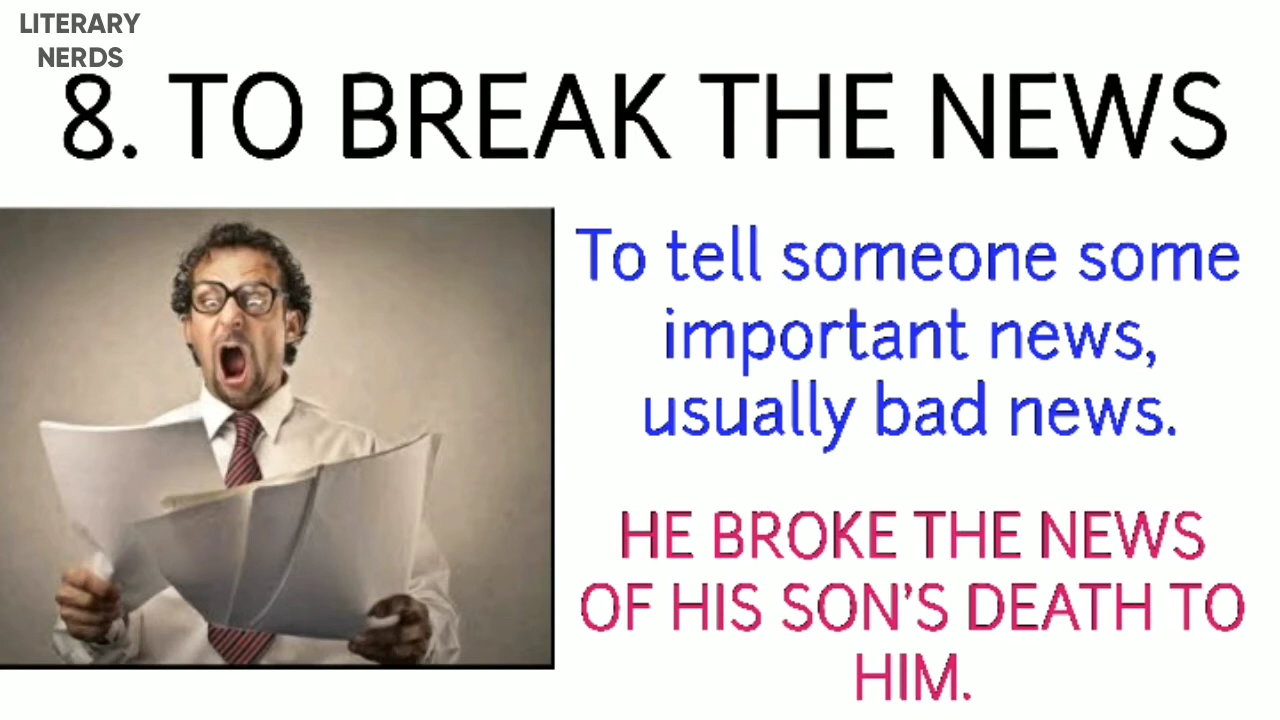 LITERARY
NERDS
8. TO BREAK THE NEWS
To tell someone some
important news,
usually bad news.
HE BROKE THE NEWS
OF HIS SON'S DEATH TO
HIM.